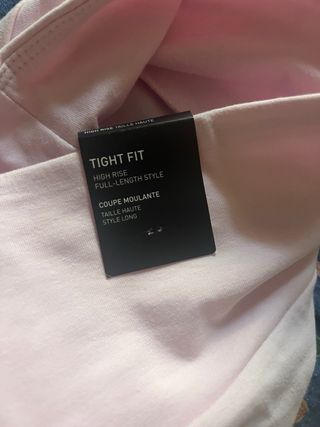 HIGH RISE TAILLE HAUTE
TIGHT FIT
HIGH RISE
FULL-LENGTH STYLE
COUPE MOULANTE
TAILLE HAUTE
STYLE LONG